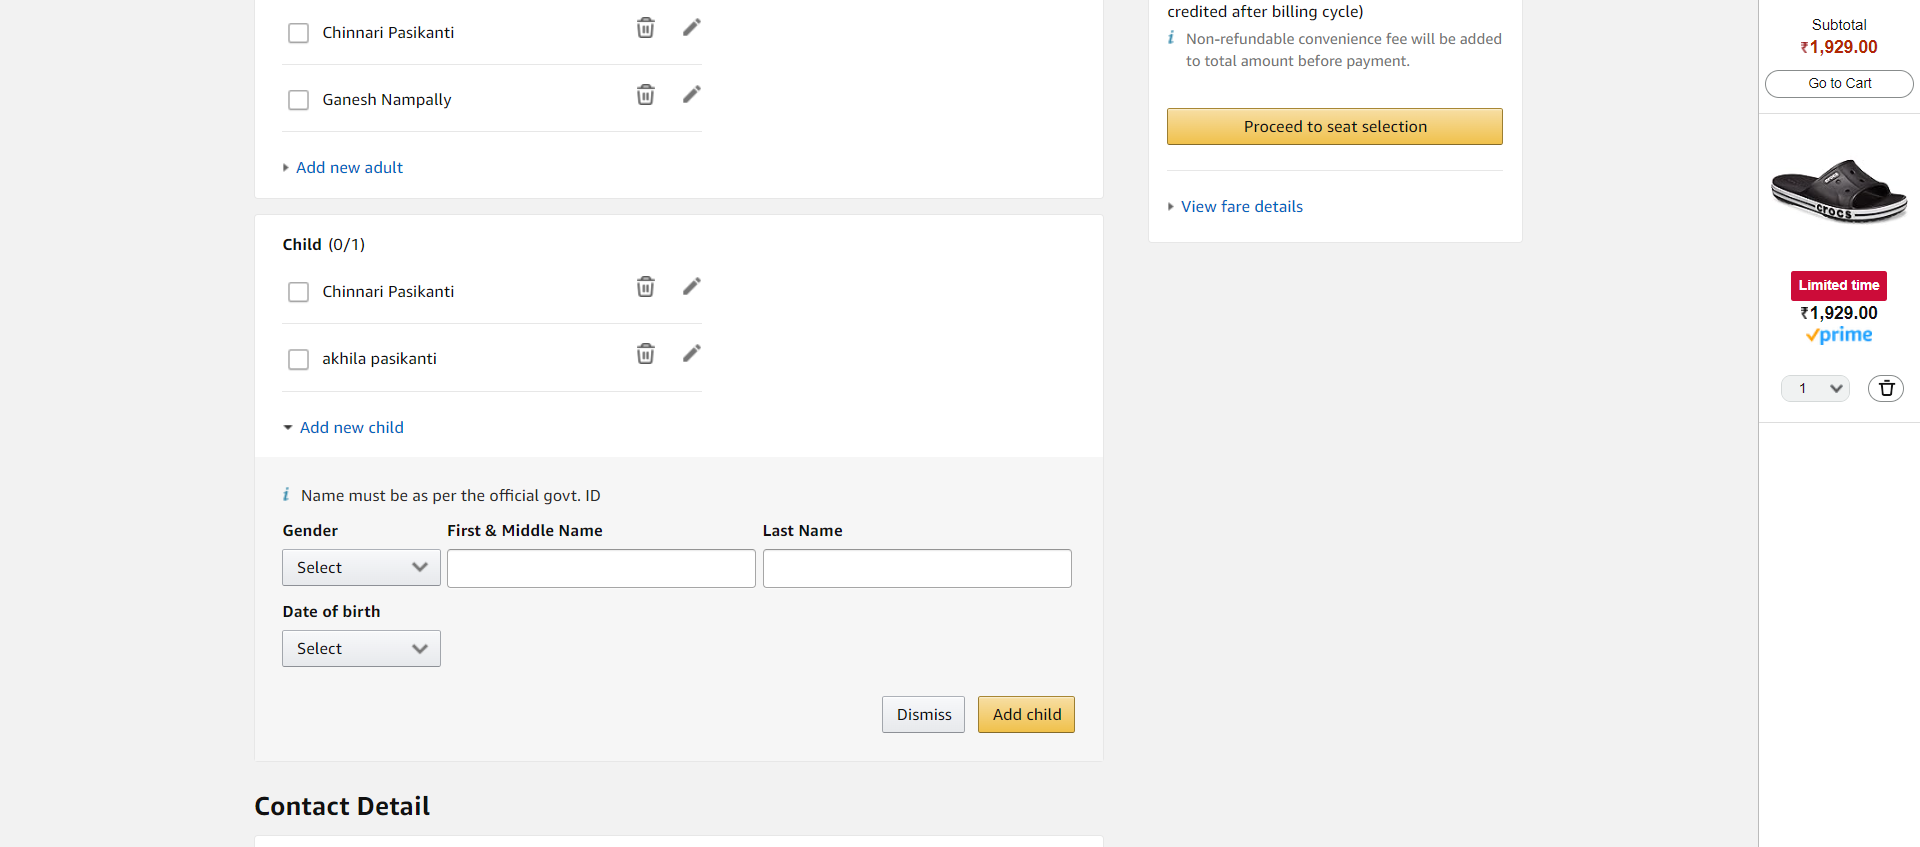 Chinnari Pasikanti
Ganesh Nampally
Add new adult
Child (0/1)
Chinnari Pasikanti
akhila pasikanti
Add new child
i Name must be as per the official govt. ID
Gender
First & Middle Name
Last Name
Select
Date of birth
Select
Dismiss
Add child
Contact Detail
credited after billing cycle)
i Non-refundable convenience fee will be added
to total amount before payment.
Proceed to seat selection
View fare details
Subtotal
₹1,929.00
Go to Cart
crocs
Limited time
₹1,929.00
prime
1